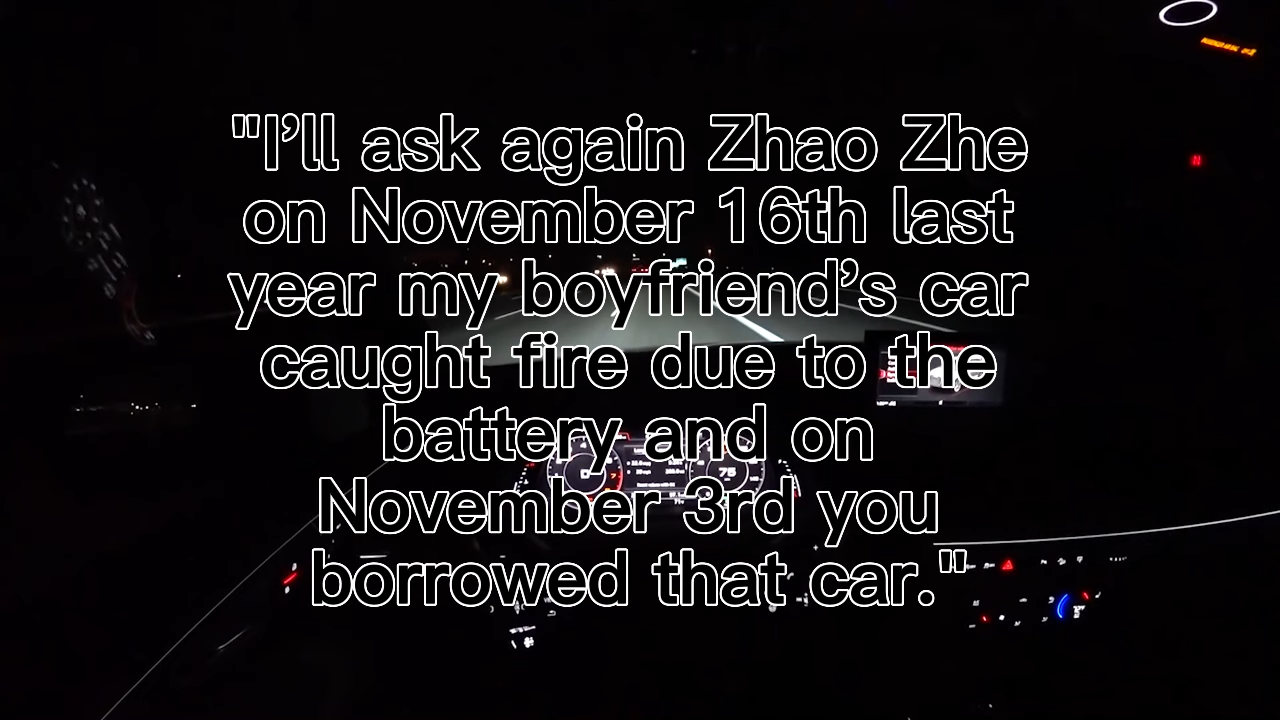 "I’ll ask again Zhao Zhe
on November 16th last
year my boyfriend’s car
caught fire due to the
battery and on
November 3rd you
borrowed that car."
D
75